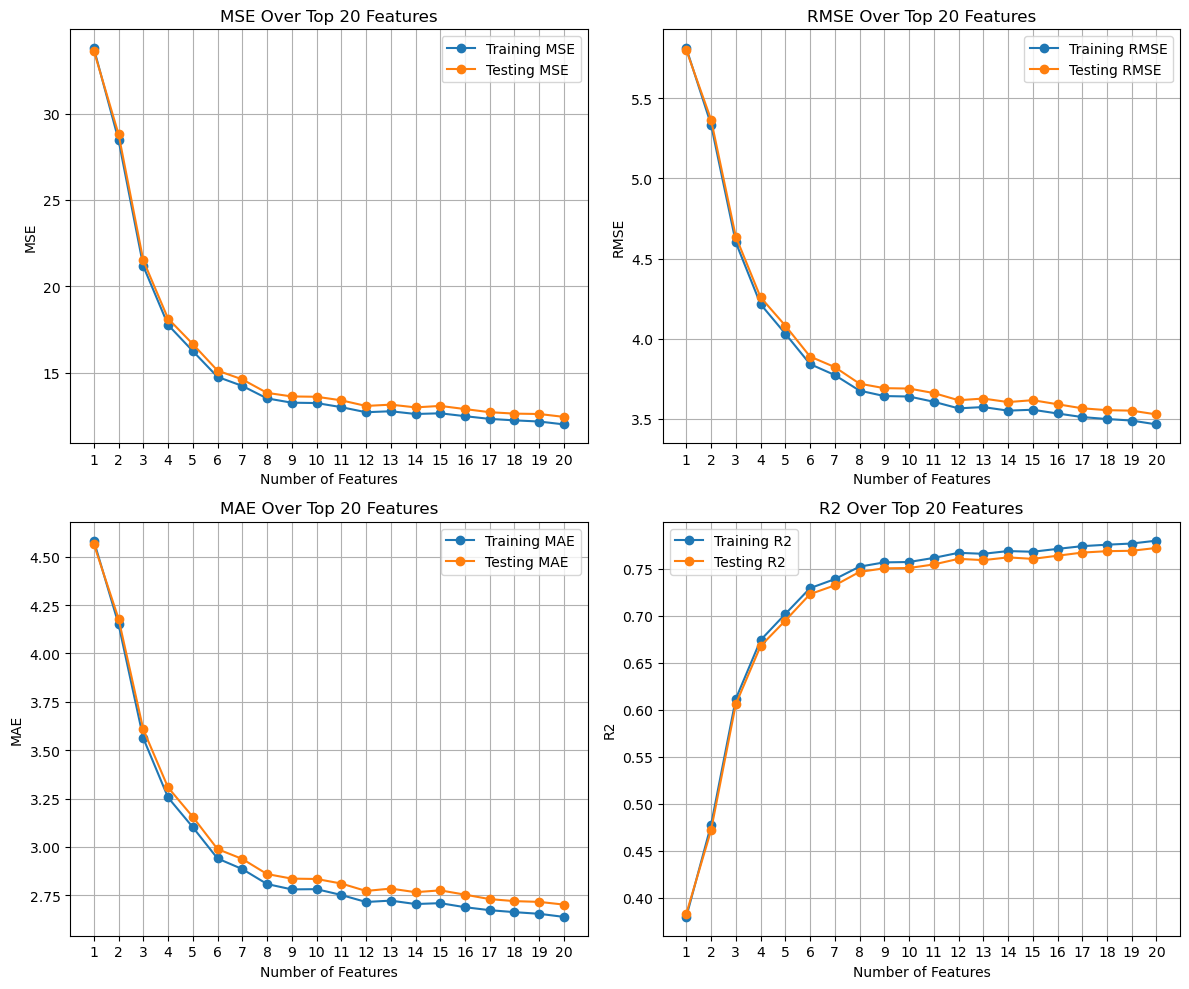 MSE Over Top 20 Features
Training MSE
Testing MSE
30
25
20
15
MSE
1 2 3 4 5 6 7 8 9 10 11 12 13 14 15 16 17 18 19 20
Number of Features
RMSE Over Top 20 Features
Training RMSE
Testing RMSE
5.5
5.0
4.5
4.0
3.5
RMSE
1 2 3 4 5 6 7 8 9 10 11 12 13 14 15 16 17 18 19 20
Number of Features
MAE Over Top 20 Features
Training MAE
Testing MAE
4.50
4.25
4.00
3.75
3.50
3.25
3.00
2.75
MAE
1 2 3 4 5 6 7 8 9 10 11 12 13 14 15 16 17 18 19 20
Number of Features
R2 Over Top 20 Features
Training R2
Testing R2
0.75
0.70
0.65
0.60
0.55
0.50
0.45
0.40
R2
1 2 3 4 5 6 7 8 9 10 11 12 13 14 15 16 17 18 19 20
Number of Features